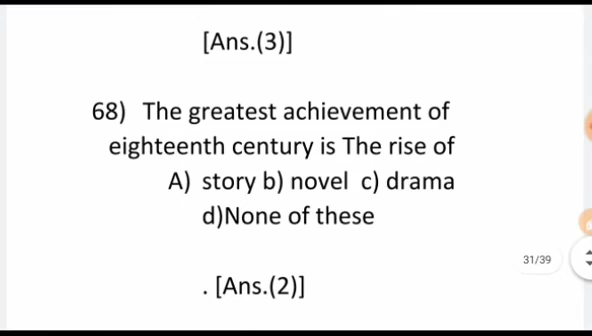 [Ans.(3)]
68) The greatest achievement of
eighteenth century is The rise of
A) story b) novel c) drama
d)None of these
31/39
. [Ans.(2)]